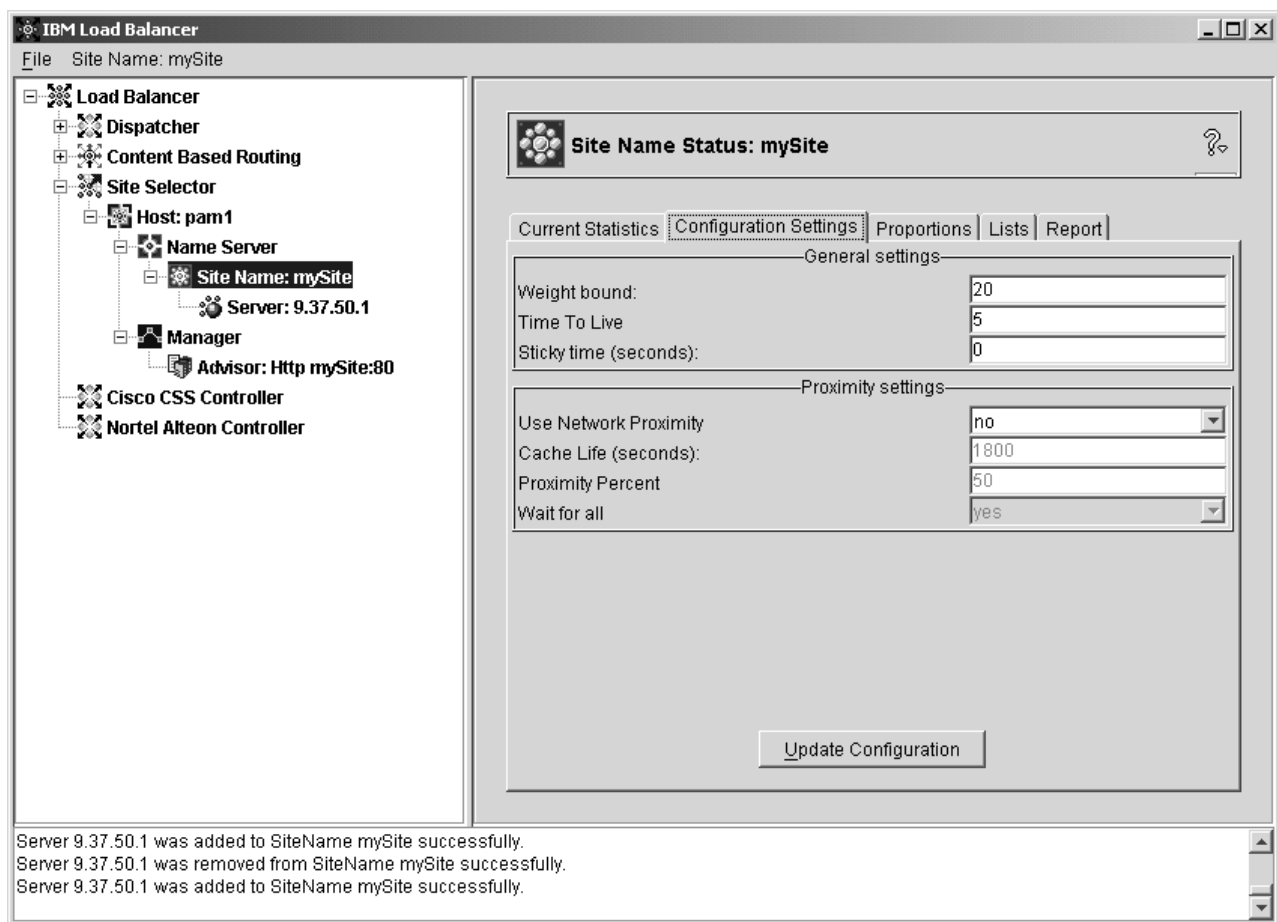 IBM Load Balancer
File Site Name: mySite
Load Balancer
Dispatcher
Content Based Routing
Site Selector
Host: pam1
Name Server
Site Name: mySite
Server: 9.37.50.1
Manager
Advisor: Http mySite:80
Cisco CSS Controller
Nortel Alteon Controller
Site Name Status: mySite
?
Current Statistics Configuration Settings Proportions Lists Report
General settings
Weight bound: 20
Time To Live 5
Sticky time (seconds): 0
Proximity settings
Use Network Proximity no
Cache Life (seconds): 1800
Proximity Percent 50
Wait for all yes
Update Configuration
Server 9.37.50.1 was added to SiteName mySite successfully.
Server 9.37.50.1 was removed from SiteName mySite successfully.
Server 9.37.50.1 was added to SiteName mySite successfully.